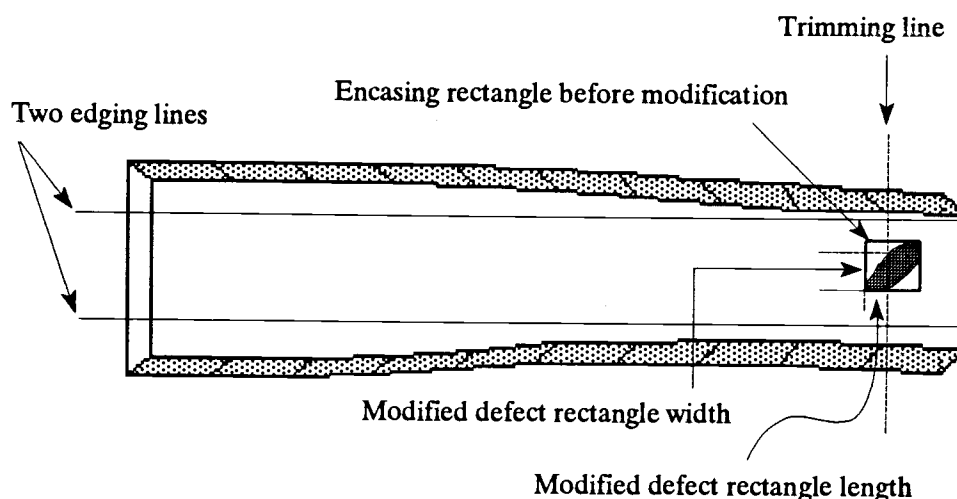 Trimming line
Encasing rectangle before modification
Two edging lines
Modified defect rectangle width
Modified defect rectangle length